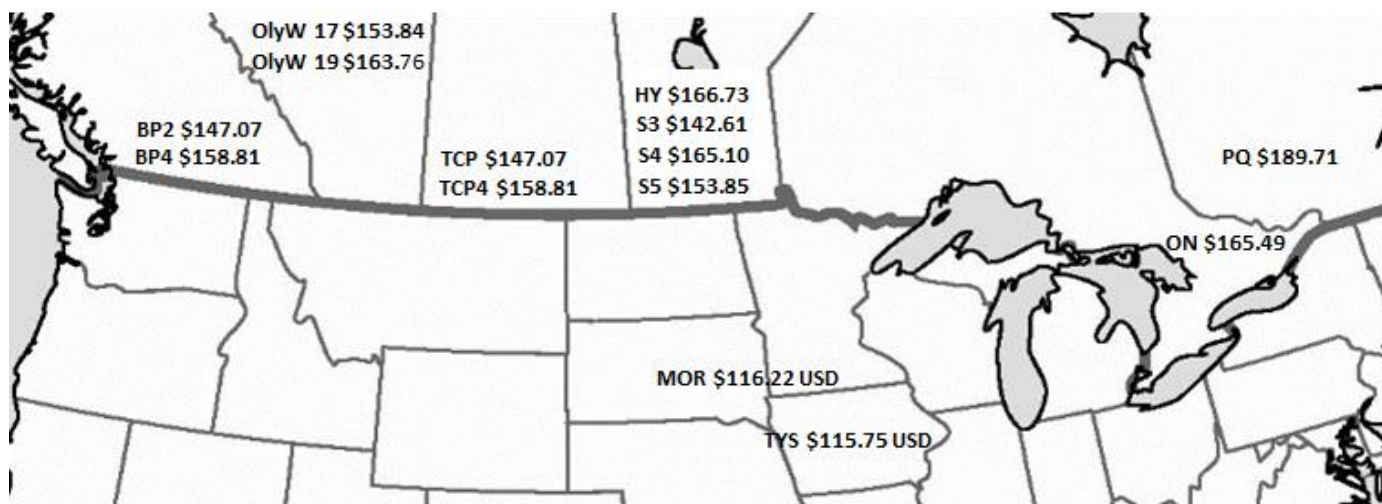 OlyW 17 $153.84
OlyW 19 $163.76
HY $166.73
S3 $142.61
S4 $165.10
S5 $153.85
BP2 $147.07
BP4 $158.81
TCP $147.07
TCP4 $158.81
PQ $189.71
ON $165.49
MOR $116.22 USD
TYS $115.75 USD